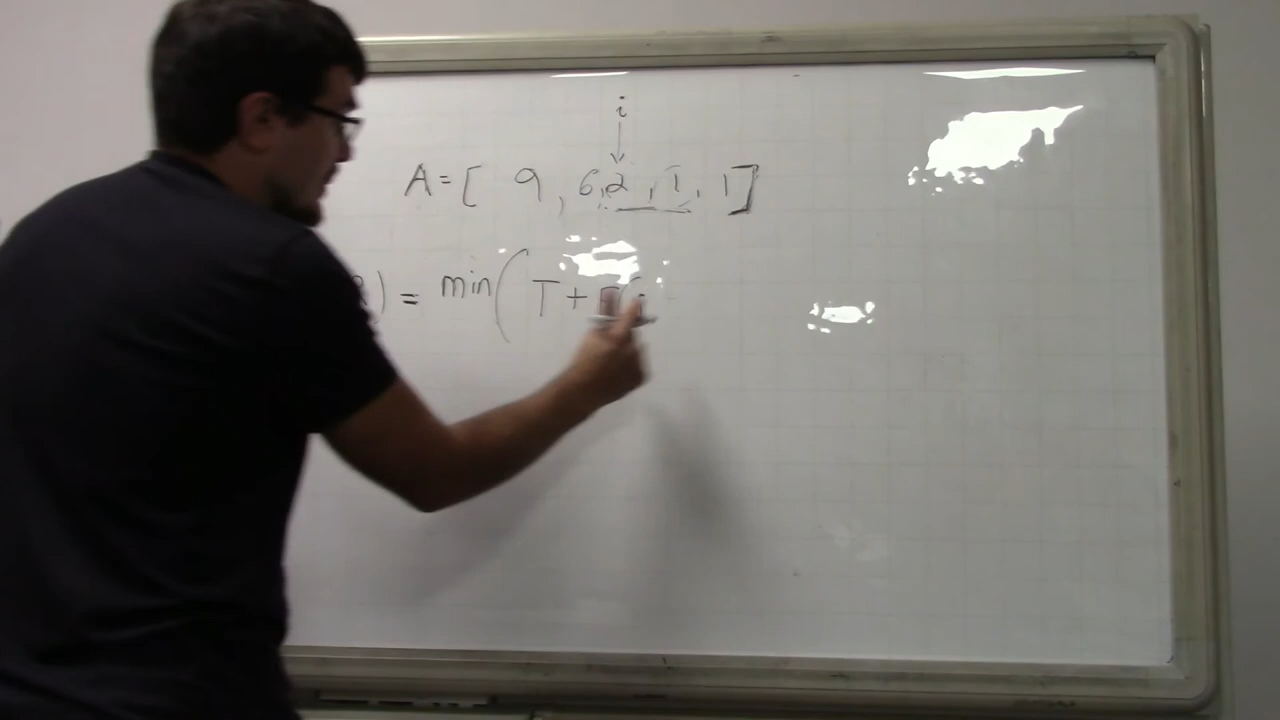 i
A = [ 9 , 6 , 2 , 1 , 1 ]
) = min( T +